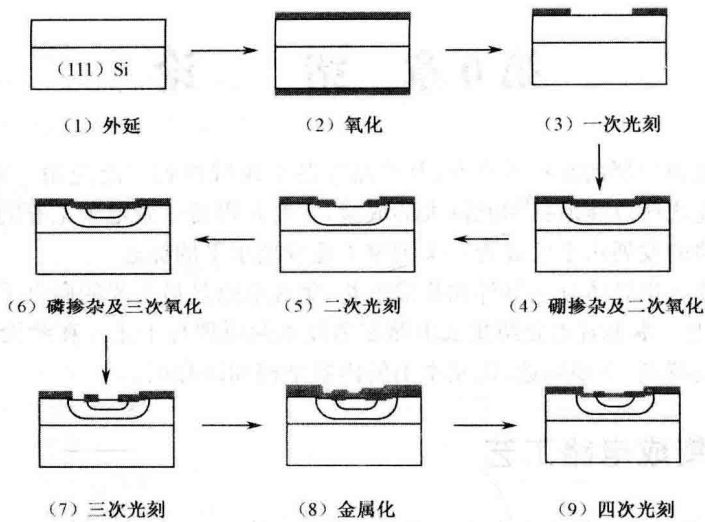 (111) Si
(1) 外延
(2) 氧化
(3) 一次光刻
(6) 磷掺杂及三次氧化
(5) 二次光刻
(4) 硼掺杂及二次氧化
(7) 三次光刻
(8) 金属化
(9) 四次光刻